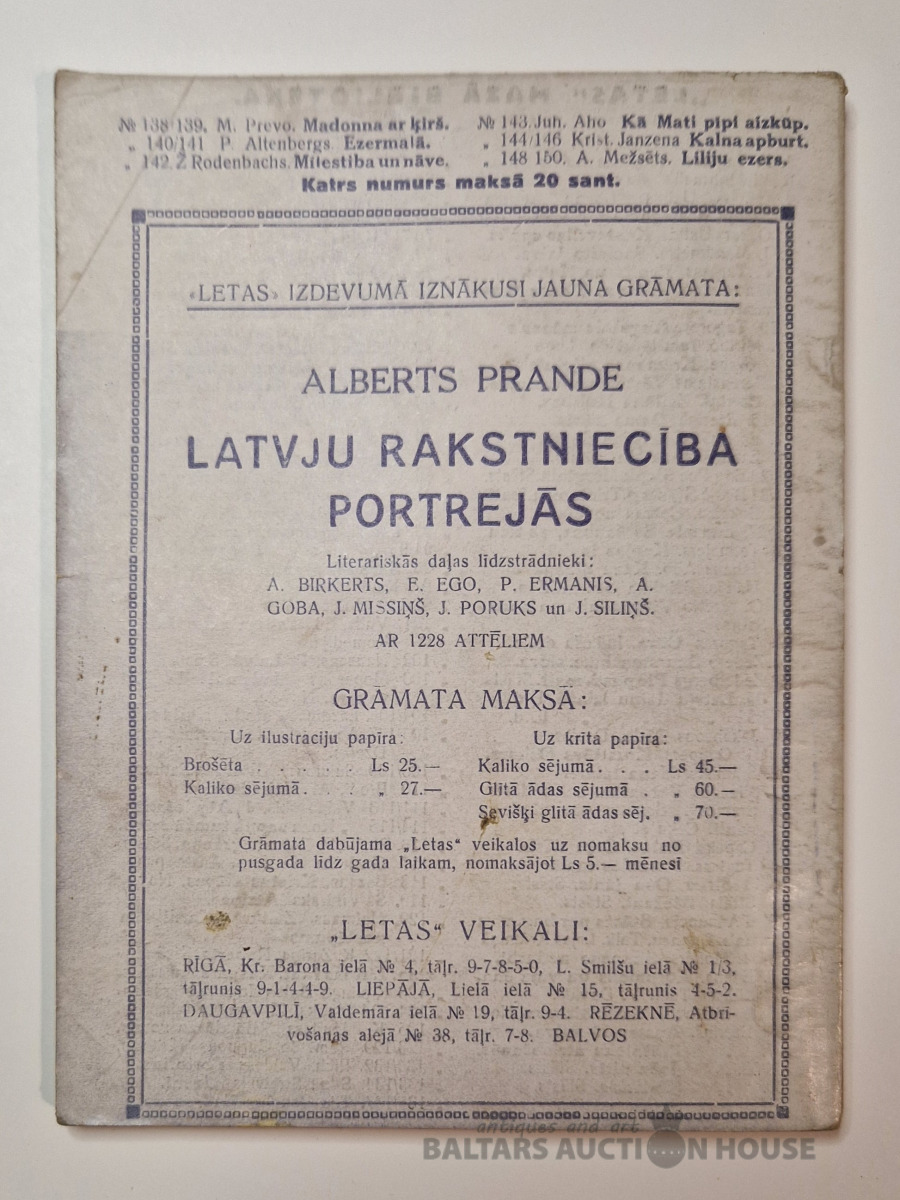 № 138/139. M. Prevo. Madonna ar ķirš. № 143. Juh. Aho Kā Mati pipi aizkūp.
„ 140/141 P. Altenbergs. Ezermalā. „ 144/146 Krist. Janzena Kalnaapburt.
„ 142. Ž Rodenbachs. Mīlestība un nāve. „ 148 150. A. Mežsēts. Liliju ezers.
Katrs numurs maksā 20 sant.
«LETAS» IZDEVUMĀ IZNĀKUSI JAUNA GRĀMATA:
ALBERTS PRANDE
LATVJU RAKSTNIECĪBA
PORTREJĀS
Literariskās daļas līdzstrādnieki:
A. BIRKERTS, E. EGO, P. ERMANIS, A.
GOBA, J. MISSIŅŠ, J. PORUKS un J. SILIŅŠ.
AR 1228 ATTĒLIEM
GRĀMATA MAKSĀ:
Uz ilustraciju papīra:
Brošēta . . . . . Ls 25.—
Kaliko sējumā. . . . „ 27.—
Uz krīta papīra:
Kaliko sējumā. . . Ls 45.—
Glītā ādas sējumā . „ 60.—
Sevišķi glītā ādas sēj. „ 70.—
Grāmata dabūjama „Letas“ veikalos uz nomaksu no
pusgada līdz gada laikam, nomaksājot Ls 5.— mēnesī
„LETAS“ VEIKALI:
RĪGĀ, Kr. Barona ielā № 4, tāļr. 9-7-8-5-0, L. Smilšu ielā № 1/3,
tāļrunis 9-1-4-4-9. LIEPĀJĀ, Lielā ielā № 15, tāļrunis 4-5-2.
DAUGAVPILĪ, Valdemāra ielā № 19, tāļr. 9-4. RĒZEKNĒ, Atbrī-
vošanas alejā № 38, tāļr. 7-8. BALVOS
antiques and art
BALTARS AUCTION HOUSE